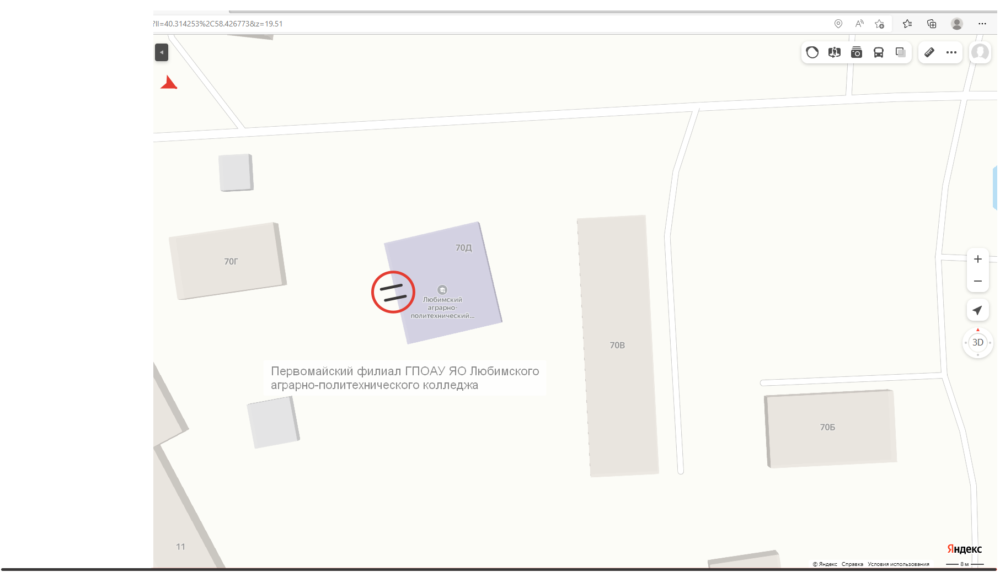 ?ll=40.314253%2C58.426773&z=19.51
70Г
70Д
Любимский
аграрно-
политехнический...
70В
3D
Первомайский филиал ГПОАУ ЯО Любимского
аграрно-политехнического колледжа
70Б
11
Яндекс
© Яндекс Справка Условия использования
8 м